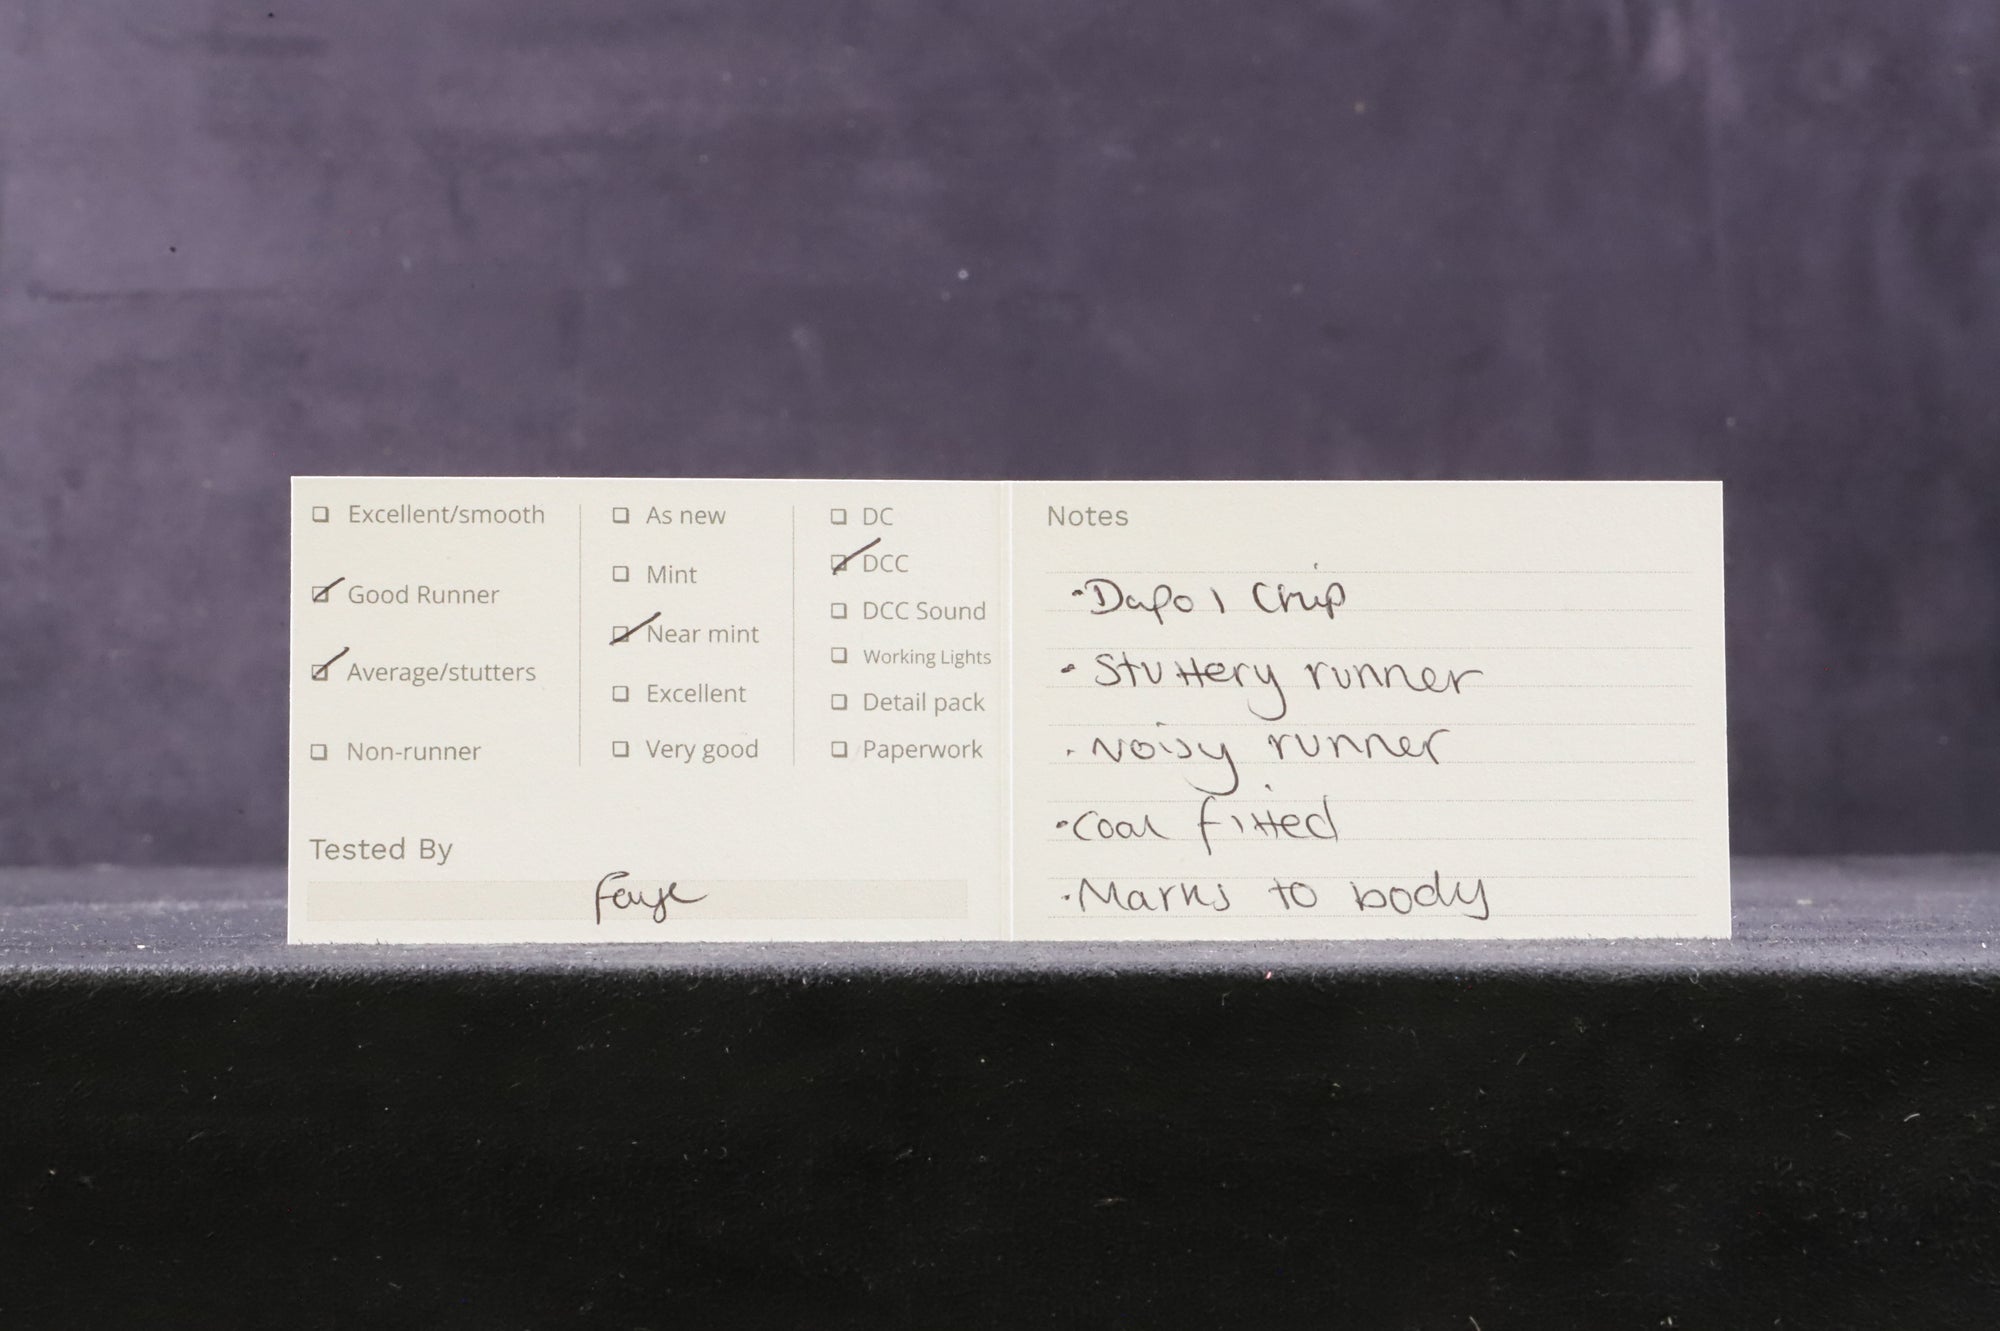 Excellent/smooth
Good Runner
Average/stutters
Non-runner
As new
Mint
Near mint
Excellent
Very good
DC
DCC
DCC Sound
Working Lights
Detail pack
Paperwork
Tested By
Faye
Notes
·Dapol Chip
·Stuttery runner
·Noisy runner
·Coal fitted
·Marks to body